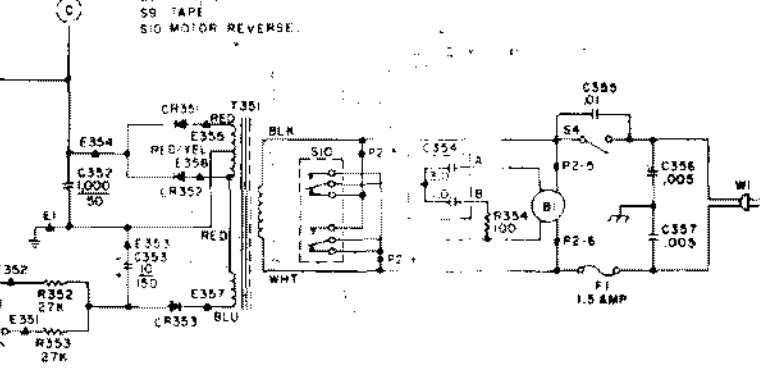 C
S9 TAPE
S10 MOTOR REVERSE.
C355
.01
CR351
T351
RED
E355
BLK
S4
E354
RED/YEL
E358
S10
P2
C354
A
P2-5
C356
.005
W1
C352
1,000
50
CR352
B
B1
E1
R354
100
C357
.005
E353
C353
10
150
RED
P2
P2-6
WHT
R352
27K
E357
BLU
CR353
F1
1.5 AMP
E351
R353
27K